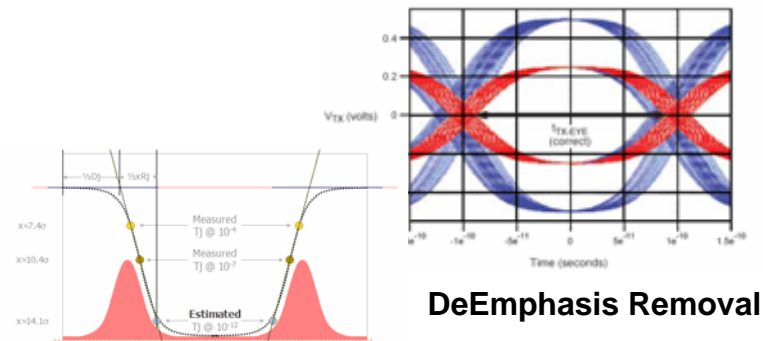 0.4
0.2
0
VTX (volts)
tTX-EYE
(correct)
-1e-10
-5e-11
0
5e-11
1e-10
1.5e-10
Time (seconds)
DeEmphasis Removal
½Dj
½xRj
x=7.4σ
Measured
TJ @ 10-4
x=10.4σ
Measured
TJ @ 10-7
x=14.1σ
Estimated
TJ @ 10-12